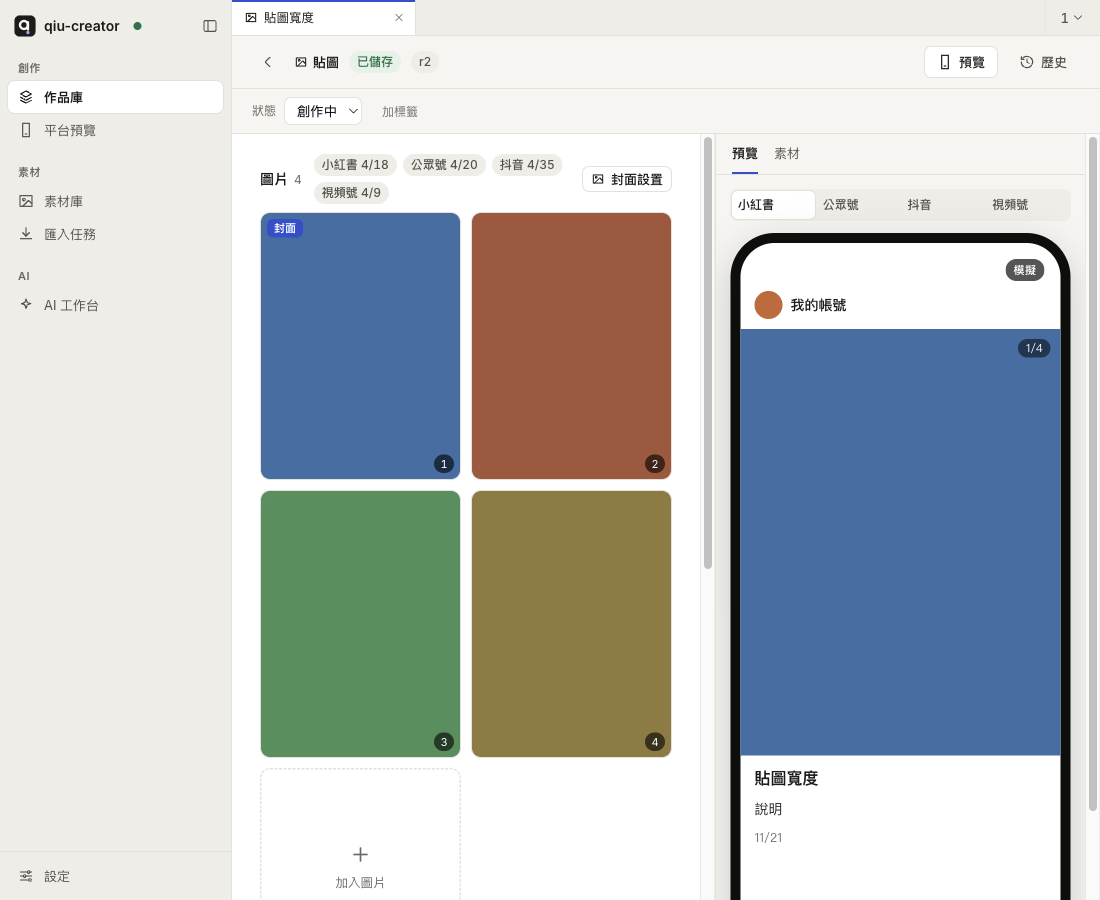 qiu-creator
創作
作品庫
平台預覽
素材
素材庫
匯入任務
AI
AI 工作台
設定
貼圖寬度
1
貼圖 已儲存 r2
預覽 歷史
狀態 創作中 加標籤
圖片 4
小紅書 4/18 公眾號 4/20 抖音 4/35
視頻號 4/9
封面設置
封面
1
2
3
4
加入圖片
預覽 素材
小紅書 公眾號 抖音 視頻號
模擬
我的帳號
1/4
貼圖寬度
說明
11/21